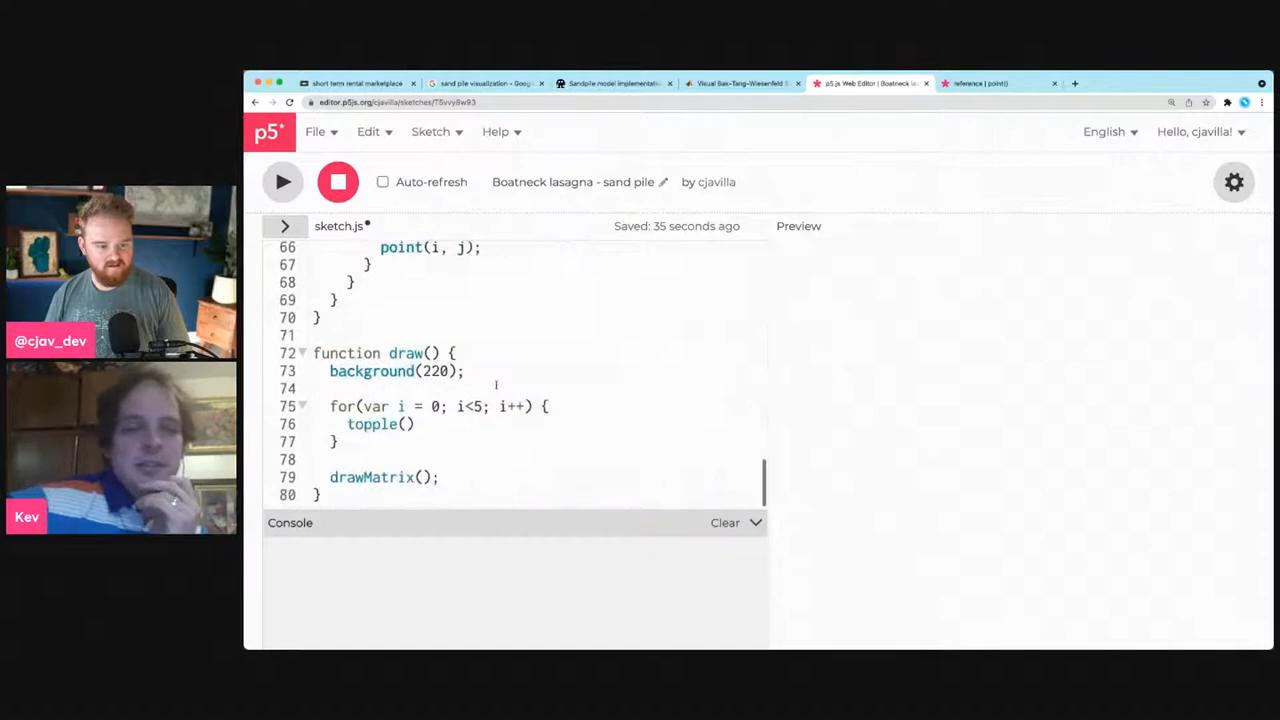 short term rental marketplace
sand pile visualization - Goog
Sandpile model implementatio
Visual Bak-Tang-Wiesenfeld S
p5.js Web Editor | Boatneck la
reference | point()
editor.p5js.org/cjavilla/sketches/T5vvy8w93
p5*
File
Edit
Sketch
Help
English
Hello, cjavilla!
Auto-refresh
Boatneck lasagna - sand pile
by cjavilla
sketch.js
Saved: 35 seconds ago
Preview
66 point(i, j);
67 }
68 }
69 }
70 }
71
72 function draw() {
73 background(220);
74
75 for(var i = 0; i<5; i++) {
76 topple()
77 }
78
79 drawMatrix();
80 }
Console
Clear
@cjav_dev
Kev